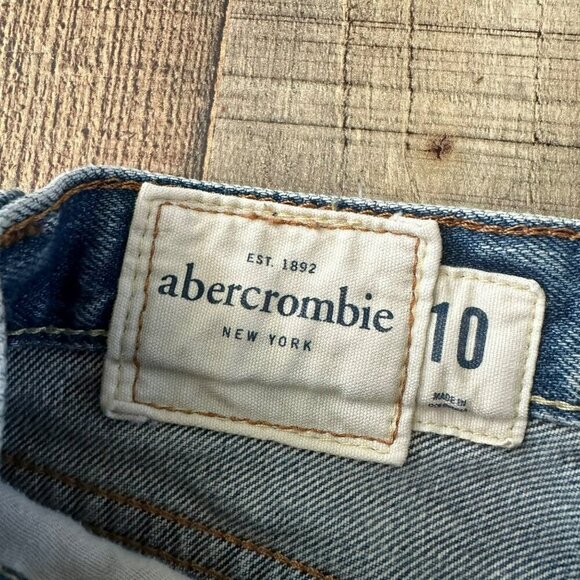 EST. 1892
abercrombie
NEW YORK
10
MADE IN